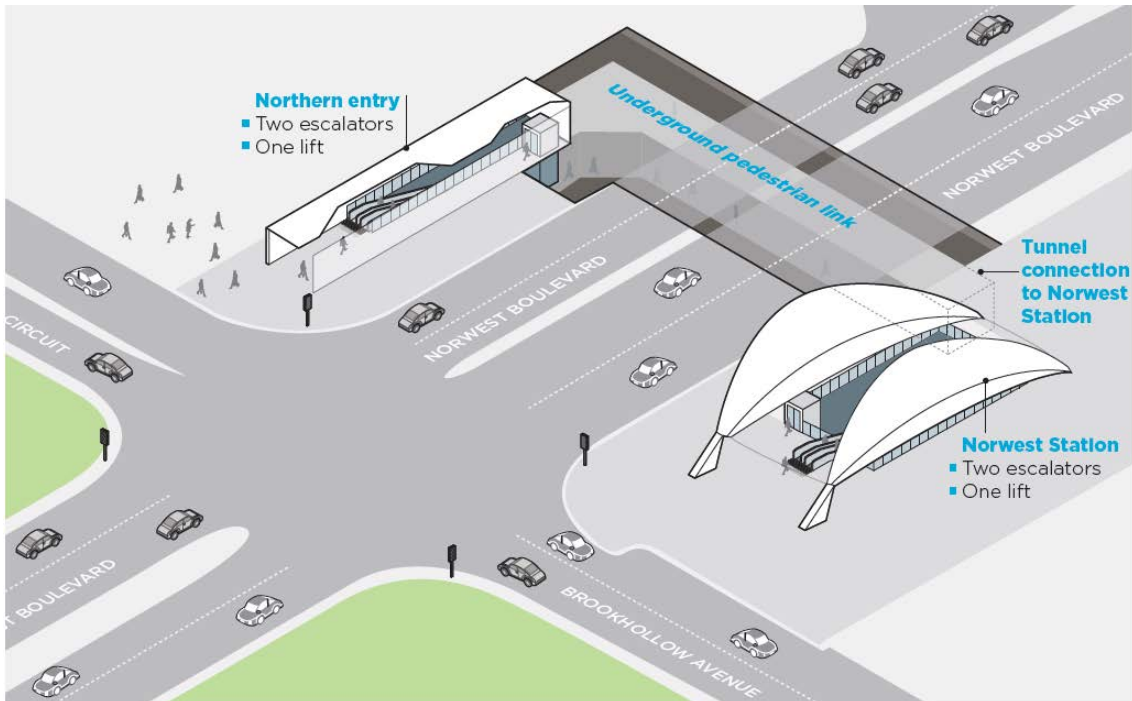 Northern entry
Two escalators
One lift
Underground pedestrian link
NORWEST BOULEVARD
Tunnel
connection
to Norwest
Station
NORWEST BOULEVARD
CIRCUIT
Norwest Station
Two escalators
One lift
T BOULEVARD
BROOKHOLLOW AVENUE